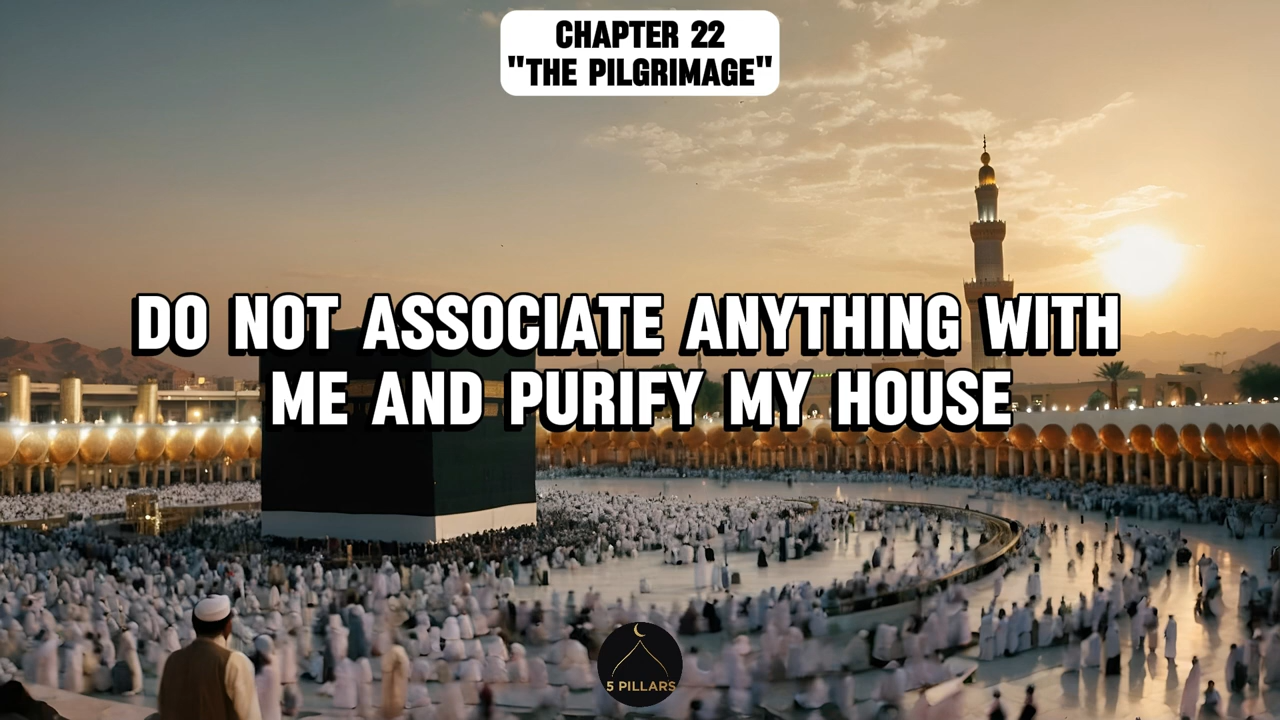 CHAPTER 22
"THE PILGRIMAGE"
DO NOT ASSOCIATE ANYTHING WITH
ME AND PURIFY MY HOUSE
5 PILLARS